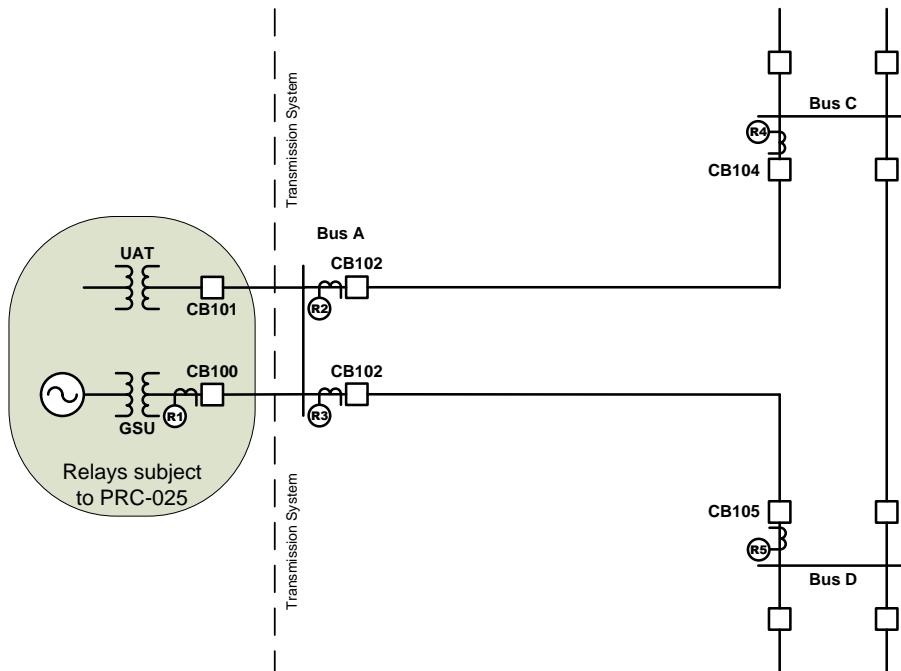 Transmission System
Bus C
R4
CB104
Bus A
UAT
CB102
CB101
R2
CB100
CB102
R1
R3
GSU
Relays subject
to PRC-025
Transmission System
CB105
R5
Bus D